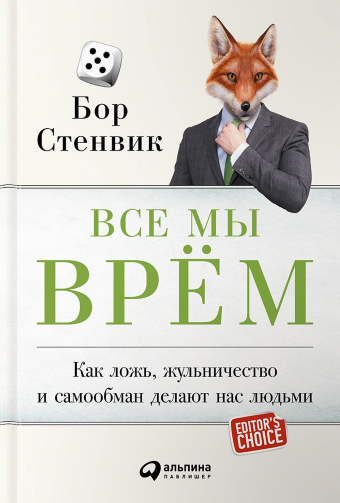 Бор
Стенвик
ВСЕ МЫ
ВРЁМ
Как ложь, жульничество
и самообман делают нас людьми
EDITOR'S
CHOICE
альпина
ПАБЛИШЕР